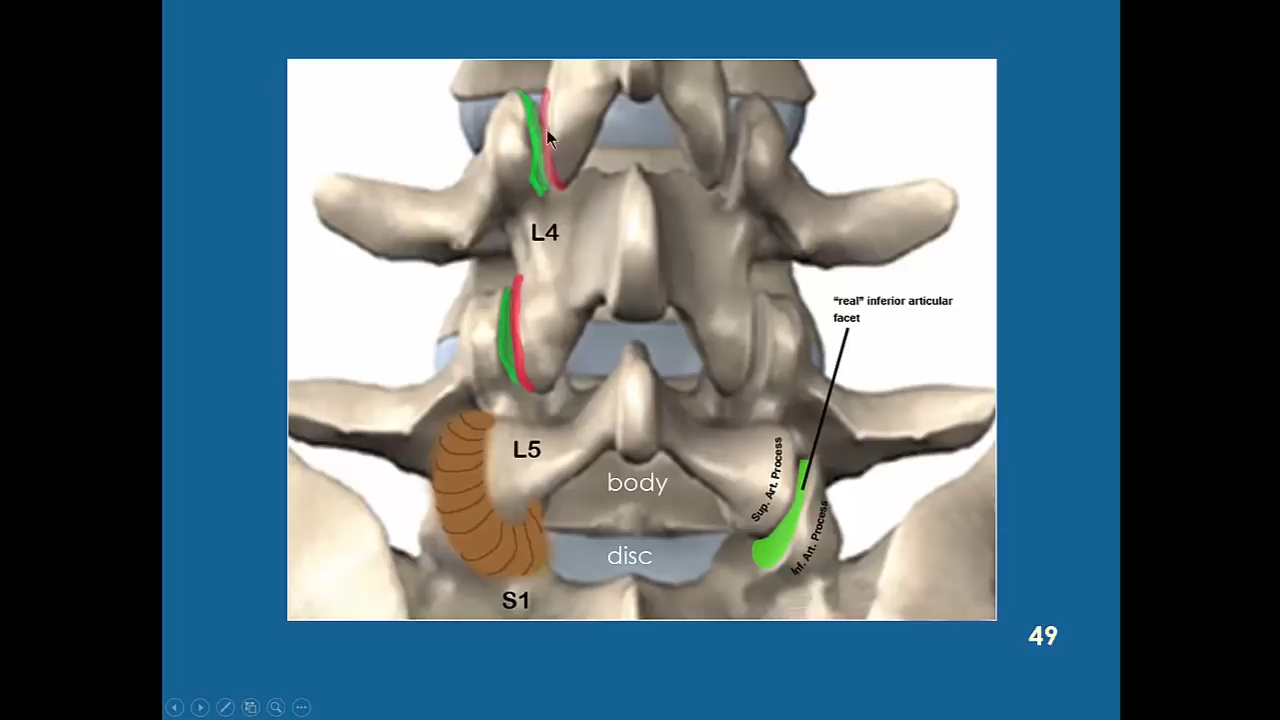 L4
"real" inferior articular
facet
L5
Sup. Art. Process
body
Inf. Art. Process
disc
S1
49